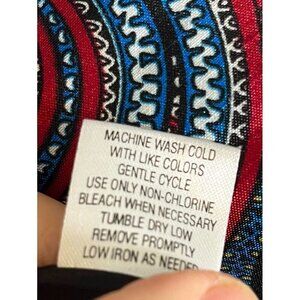 MACHINE WASH COLD
WITH LIKE COLORS
GENTLE CYCLE
USE ONLY NON-CHLORINE
BLEACH WHEN NECESSARY
TUMBLE DRY LOW
REMOVE PROMPTLY
LOW IRON AS NEEDED